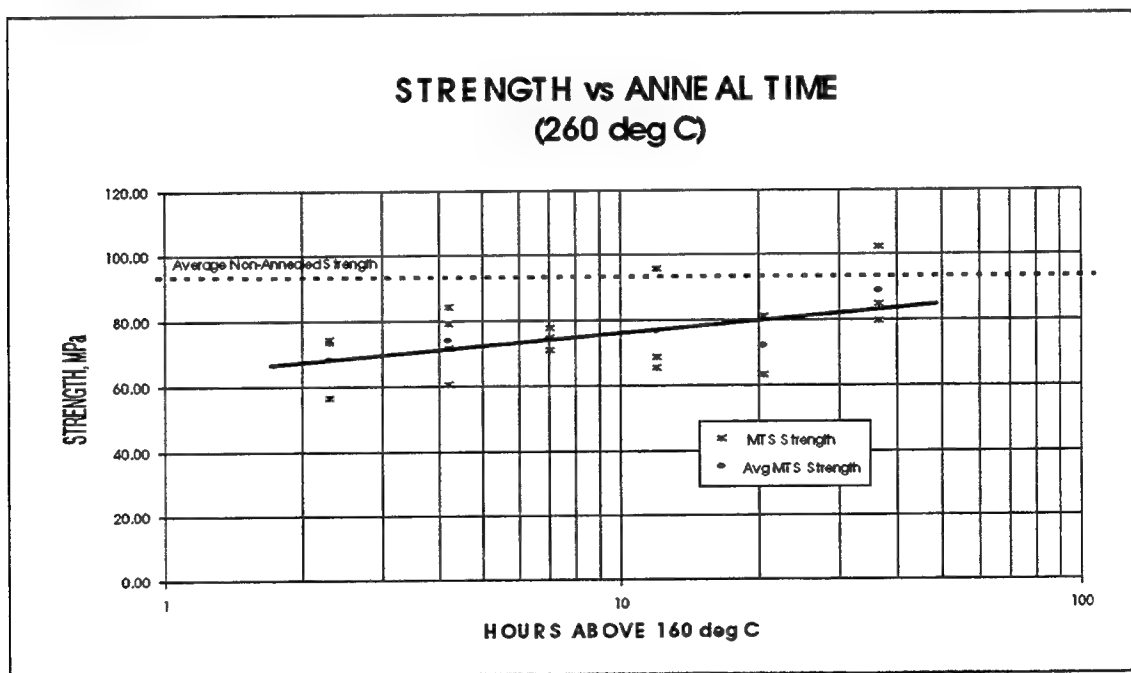 STRENGTH vs ANNEAL TIME
(260 deg C)
120.00
100.00
80.00
60.00
40.00
20.00
0.00
STRENGTH, MPa
Average Non-Annealed Strength
MTS Strength
Avg MTS Strength
1
10
100
HOURS ABOVE 160 deg C